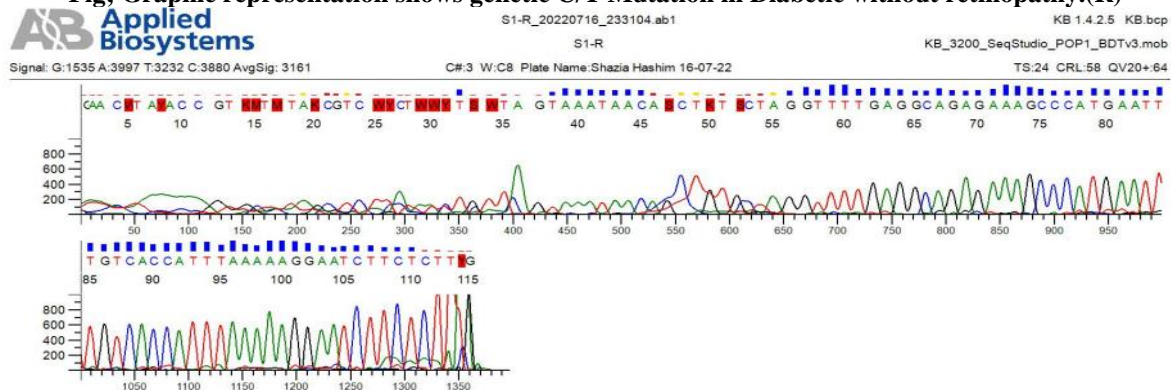 Fig; Graphic representation shows genetic C/T Mutation in Diabetic without retinopathy.(R)
AB Applied Biosystems
S1-R_20220716_233104.ab1
KB 1.4.2.5 KB.bcp
S1-R
KB_3200_SeqStudio_POP1_BDTv3.mob
Signal: G:1535 A:3997 T:3232 C:3880 AvgSig: 3161
C#:3 W:C8 Plate Name:Shazia Hashim 16-07-22
TS:24 CRL:58 QV20+:64
GTAAATAACASCTKTSCTAGGTTTTGAGGCAGAGAAAGCCCATGAATT
5 10 15 20 25 30 35 40 45 50 55 60 65 70 75 80
800
600
400
200
50 100 150 200 250 300 350 400 450 500 550 600 650 700 750 800 850 900 950
TGTCACCATTTAAAAAGGAATCTTCTCTTYG
85 90 95 100 105 110 115
800
600
400
200
1050 1100 1150 1200 1250 1300 1350